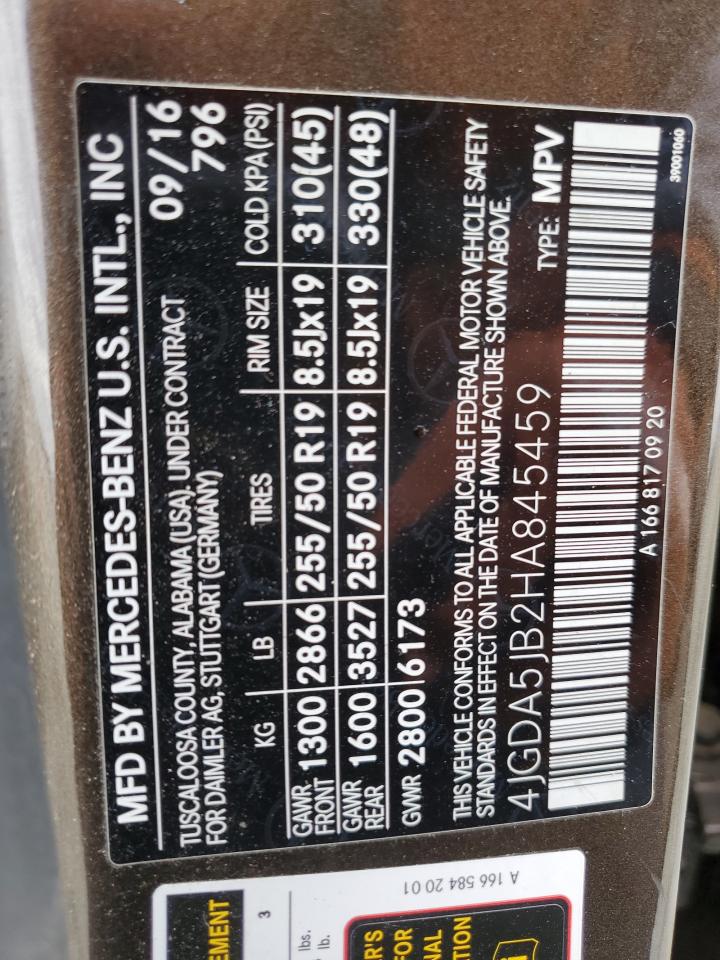 MFD BY MERCEDES-BENZ U.S. INTL., INC
TUSCALOOSA COUNTY, ALABAMA (USA), UNDER CONTRACT 09/16
FOR DAIMLER AG, STUTTGART (GERMANY) 796
KG LB TIRES RIM SIZE COLD KPA (PSI)
GAWR FRONT 1300 2866 255/50 R19 8.5Jx19 310(45)
GAWR REAR 1600 3527 255/50 R19 8.5Jx19 330(48)
GVWR 2800 6173
THIS VEHICLE CONFORMS TO ALL APPLICABLE FEDERAL MOTOR VEHICLE SAFETY
STANDARDS IN EFFECT ON THE DATE OF MANUFACTURE SHOWN ABOVE.
4JGDA5JB2HA845459 TYPE: MPV
A 166 817 09 20
39001060
A 166 584 20 01
EMENT
3
lbs.
lb.
R'S
FOR
NAL
TION